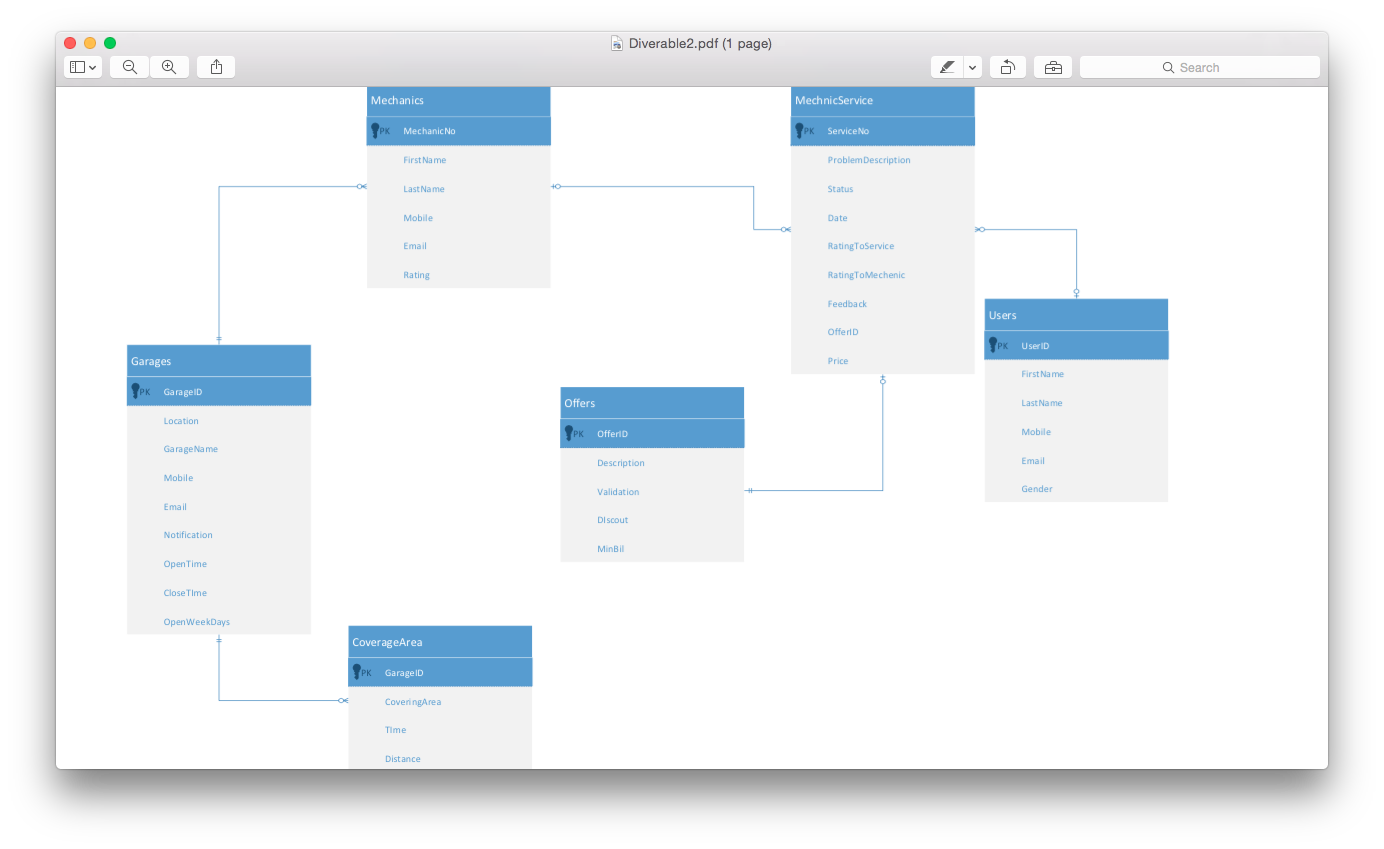 Diverable2.pdf (1 page)
Search
Mechanics
PK MechanicNo
FirstName
LastName
Mobile
Email
Rating
MechnicService
PK ServiceNo
ProblemDescription
Status
Date
RatingToService
RatingToMechenic
Feedback
OfferID
Price
Users
PK UserID
FirstName
LastName
Mobile
Email
Gender
Garages
PK GarageID
Location
GarageName
Mobile
Email
Notification
OpenTime
CloseTIme
OpenWeekDays
Offers
PK OfferID
Description
Validation
DIscout
MinBil
CoverageArea
PK GarageID
CoveringArea
TIme
Distance